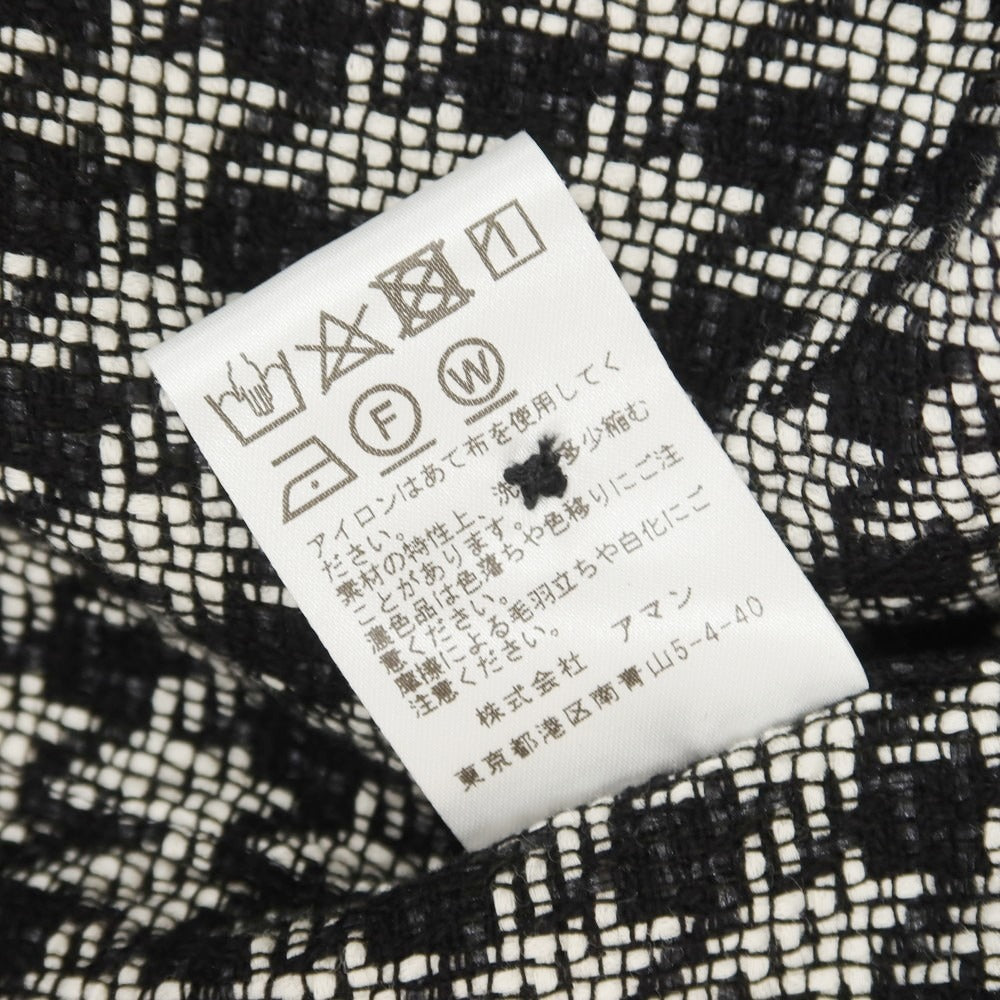 F
W
アイロンはあて布を使用してく
ださい。
素材の特性上、洗 多少縮む
ことがあります。
濃色品は色落ちや色移りにご注
意ください。
摩擦による毛羽立ちや白化にご
注意ください。
株式会社 アマン
東京都港区南青山5-4-40